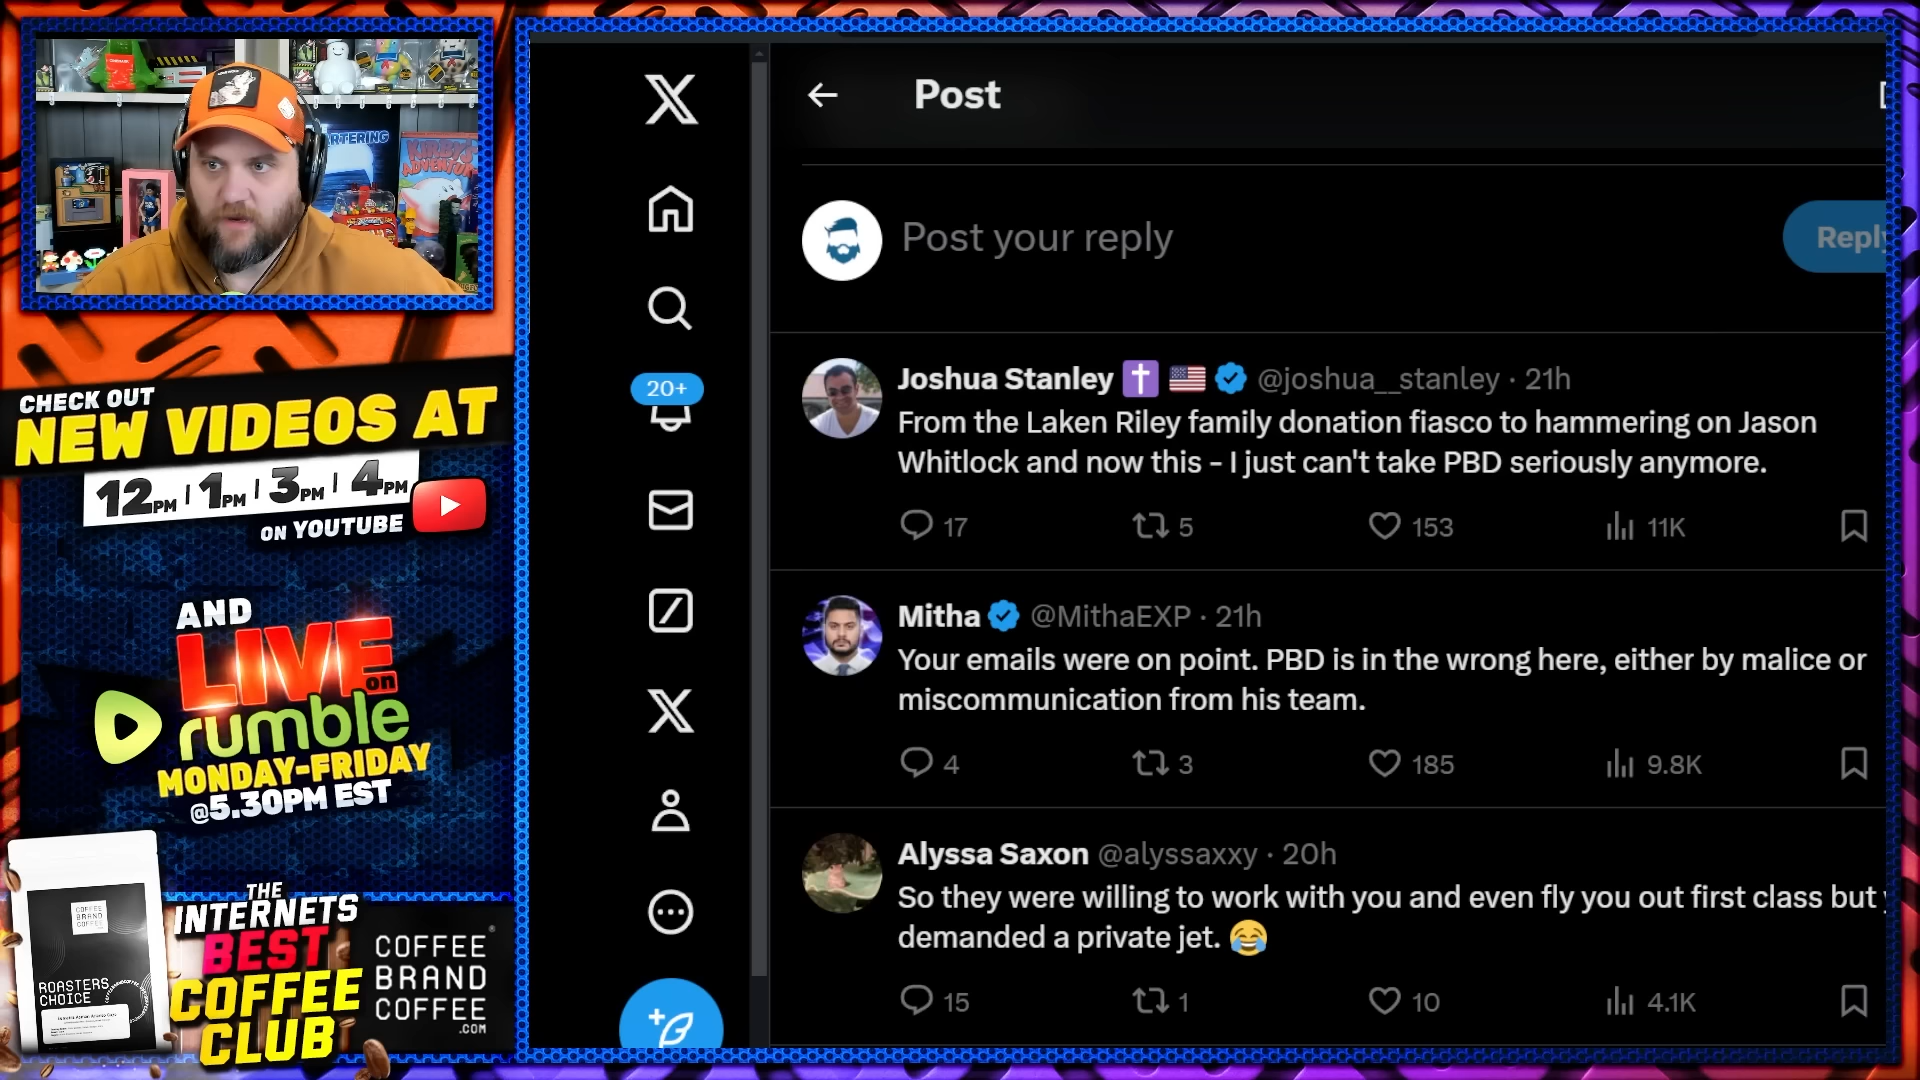 ARTERING
KIRBY'S
ADVENTURE
CHECK OUT
NEW VIDEOS AT
12PM | 1PM | 3PM | 4PM
ON YOUTUBE
AND
LIVE
on
rumble
MONDAY-FRIDAY
@5.30PM EST
COFFEE
BRAND
COFFEE
ROASTERS
CHOICE
THE
INTERNETS
BEST
COFFEE
CLUB
COFFEE
BRAND
COFFEE
.COM
20+
Post
Post your reply
Reply
Joshua Stanley @joshua__stanley · 21h
From the Laken Riley family donation fiasco to hammering on Jason
Whitlock and now this – I just can't take PBD seriously anymore.
17 5 153 11K
Mitha @MithaEXP · 21h
Your emails were on point. PBD is in the wrong here, either by malice or
miscommunication from his team.
4 3 185 9.8K
Alyssa Saxon @alyssaxxy · 20h
So they were willing to work with you and even fly you out first class but
demanded a private jet. 😂
15 1 10 4.1K